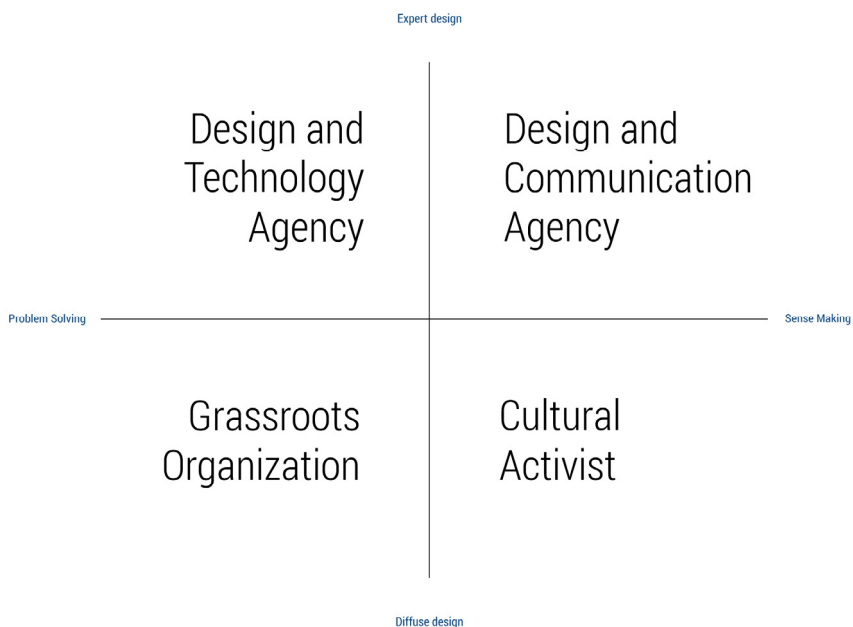 Expert design
Design and
Technology
Agency
Design and
Communication
Agency
Problem Solving
Sense Making
Grassroots
Organization
Cultural
Activist
Diffuse design